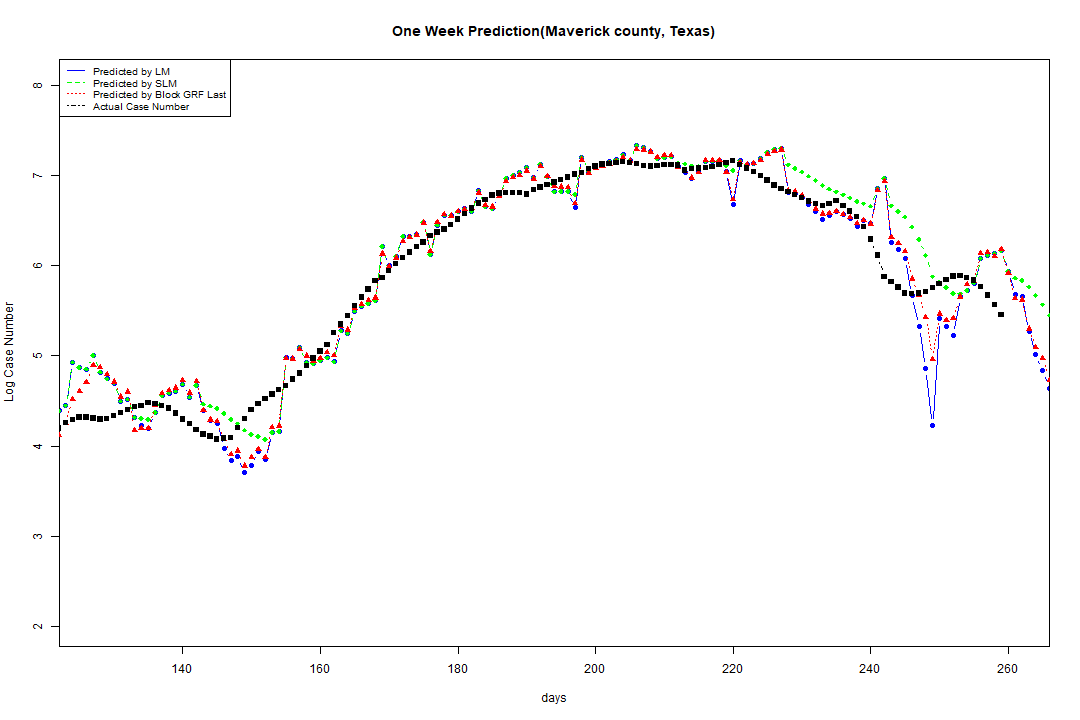 One Week Prediction(Maverick county, Texas)
Predicted by LM
Predicted by SLM
Predicted by Block GRF Last
Actual Case Number
Log Case Number
8
7
6
5
4
3
2
140 160 180 200 220 240 260
days